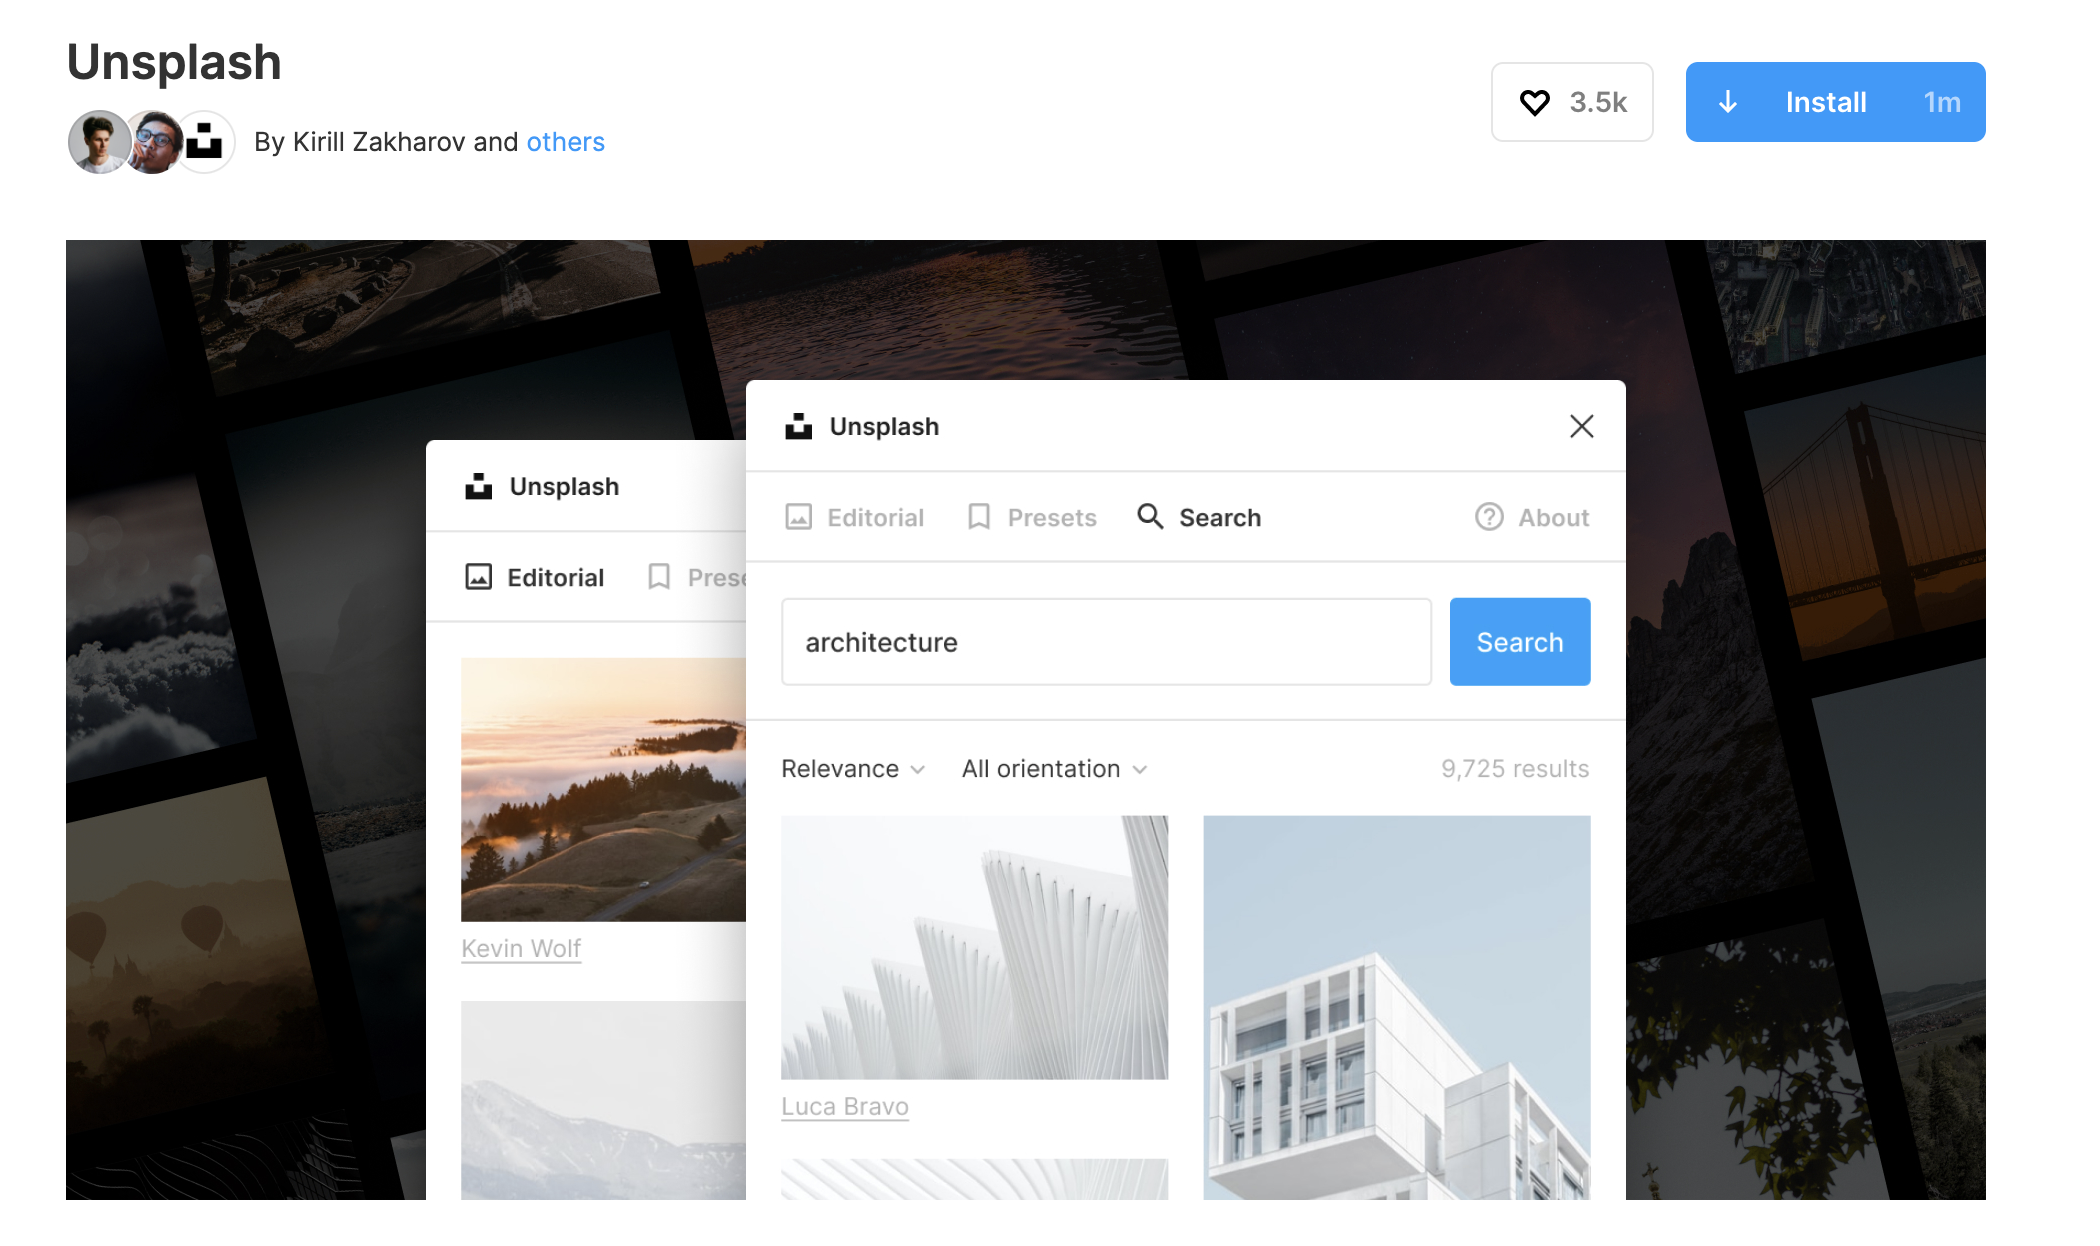 Unsplash
By Kirill Zakharov and others
3.5k
Install 1m
Unsplash
Editorial
Kevin Wolf
Unsplash
Editorial Presets Search About
architecture Search
Relevance All orientation 9,725 results
Luca Bravo